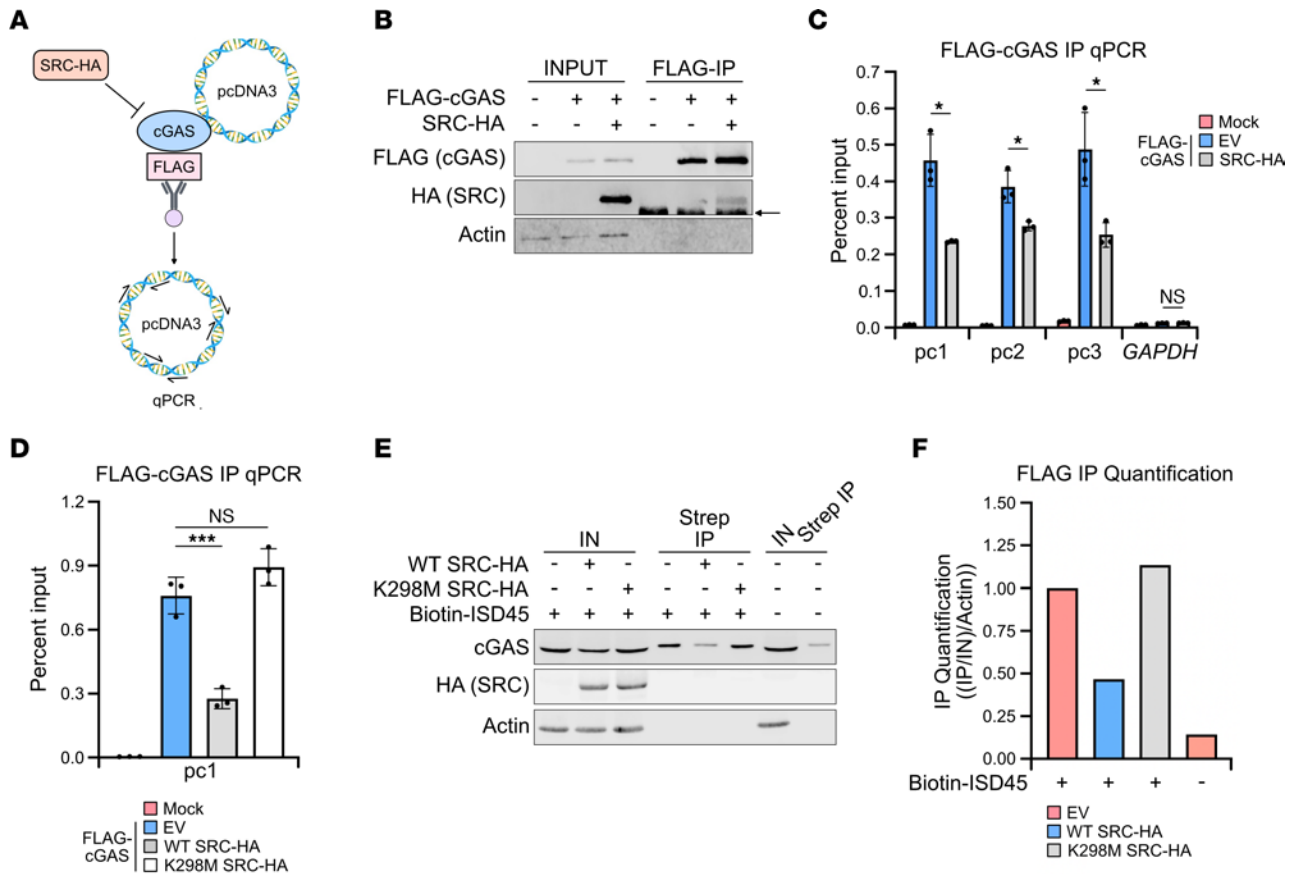 A
SRC-HA
pcDNA3
cGAS
FLAG
pcDNA3
qPCR
B
INPUT FLAG-IP
FLAG-cGAS - + + - + +
SRC-HA - - + - - +
FLAG (cGAS)
HA (SRC)
Actin
C
FLAG-cGAS IP qPCR
Percent input
0.7
0.6
0.5
0.4
0.3
0.2
0.1
0.0
* * * NS
pc1 pc2 pc3 GAPDH
Mock
FLAG-cGAS
EV
SRC-HA
D
FLAG-cGAS IP qPCR
Percent input
1.2
0.9
0.6
0.3
0.0
NS
***
pc1
Mock
FLAG-cGAS
EV
WT SRC-HA
K298M SRC-HA
E
IN Strep IP IN Strep IP
WT SRC-HA - + - - + - - -
K298M SRC-HA - - + - - + - -
Biotin-ISD45 + + + + + + - -
cGAS
HA (SRC)
Actin
F
FLAG IP Quantification
IP Quantification
((IP/IN)/Actin))
1.50
1.25
1.00
0.75
0.50
0.25
0.00
Biotin-ISD45 + + + -
EV
WT SRC-HA
K298M SRC-HA